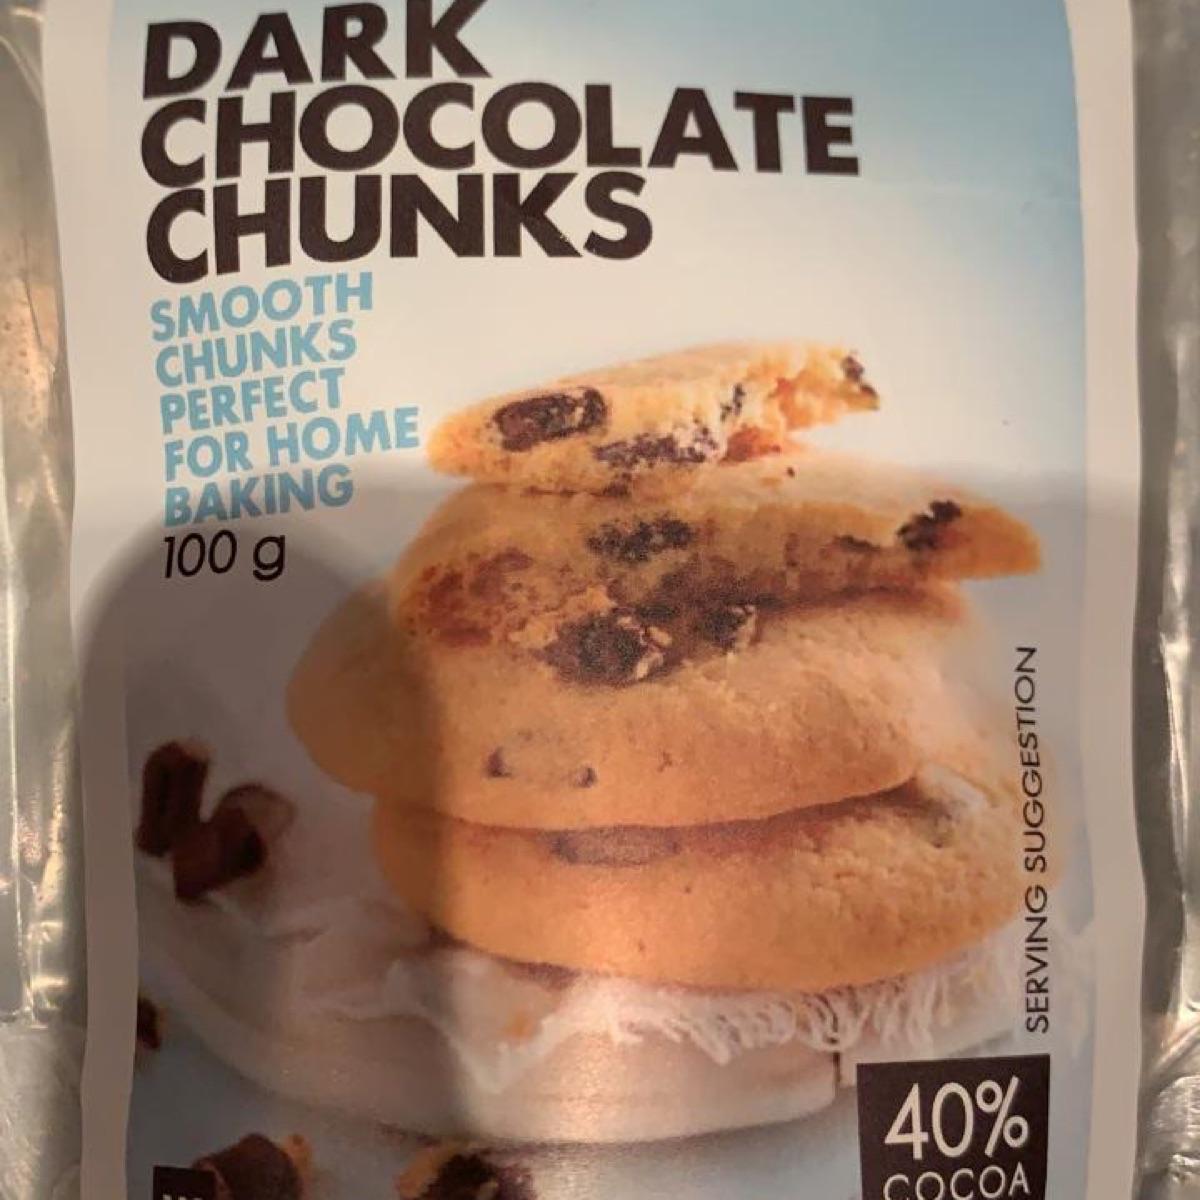 DARK
CHOCOLATE
CHUNKS
SMOOTH
CHUNKS
PERFECT
FOR HOME
BAKING
100 g
SERVING SUGGESTION
40%
COCOA